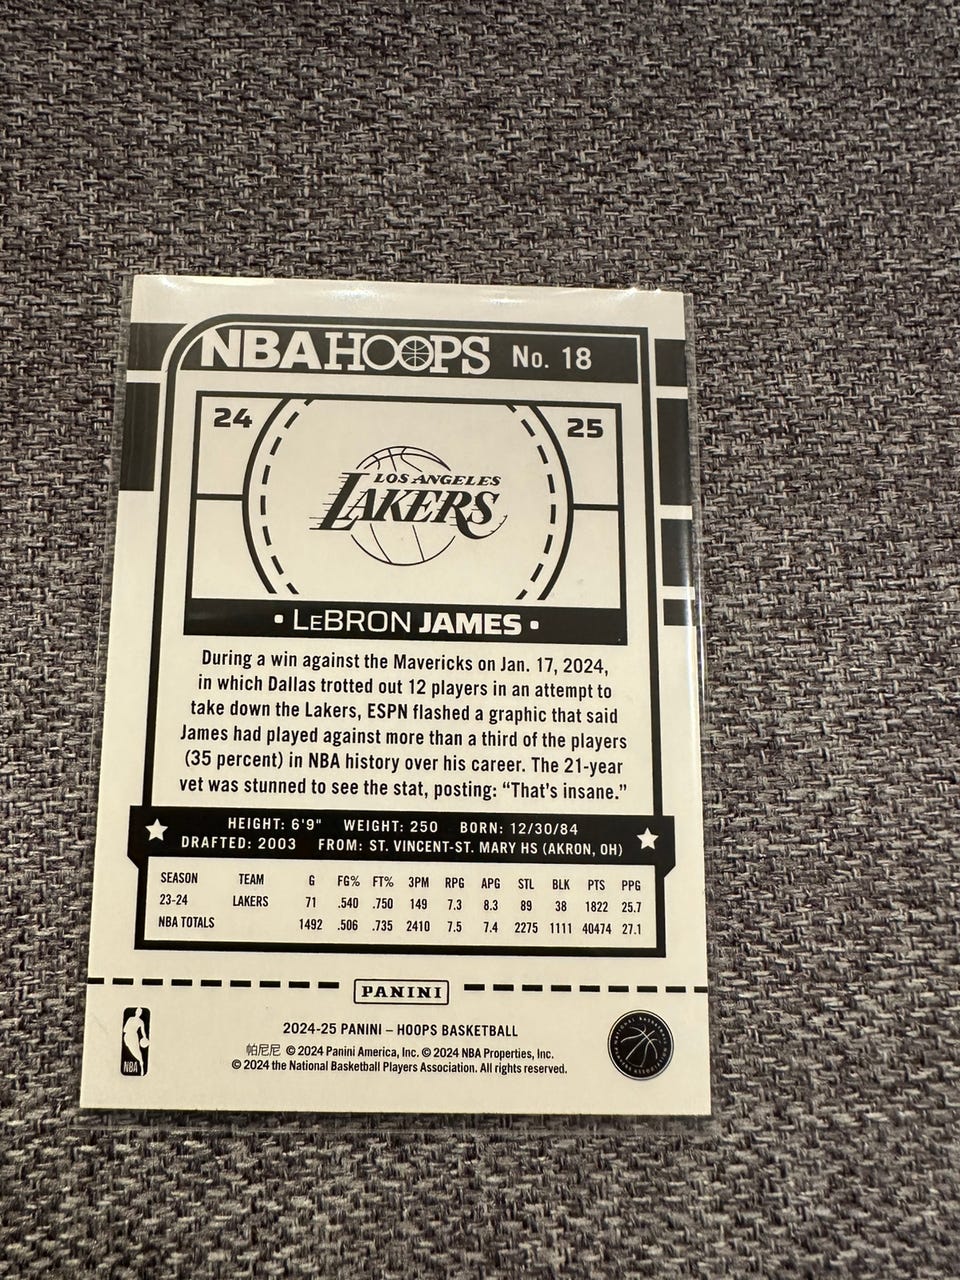 NBA HOOPS No. 18
24 25
LOS ANGELES
LAKERS
• LeBRON JAMES •
During a win against the Mavericks on Jan. 17, 2024,
in which Dallas trotted out 12 players in an attempt to
take down the Lakers, ESPN flashed a graphic that said
James had played against more than a third of the players
(35 percent) in NBA history over his career. The 21-year
vet was stunned to see the stat, posting: “That’s insane.”
HEIGHT: 6'9" WEIGHT: 250 BORN: 12/30/84
DRAFTED: 2003 FROM: ST. VINCENT-ST. MARY HS (AKRON, OH)
SEASON TEAM G FG% FT% 3PM RPG APG STL BLK PTS PPG
23-24 LAKERS 71 .540 .750 149 7.3 8.3 89 38 1822 25.7
NBA TOTALS 1492 .506 .735 2410 7.5 7.4 2275 1111 40474 27.1
PANINI
2024-25 PANINI – HOOPS BASKETBALL
帕尼尼 © 2024 Panini America, Inc. © 2024 NBA Properties, Inc.
© 2024 the National Basketball Players Association. All rights reserved.
NBA
NATIONAL BASKETBALL